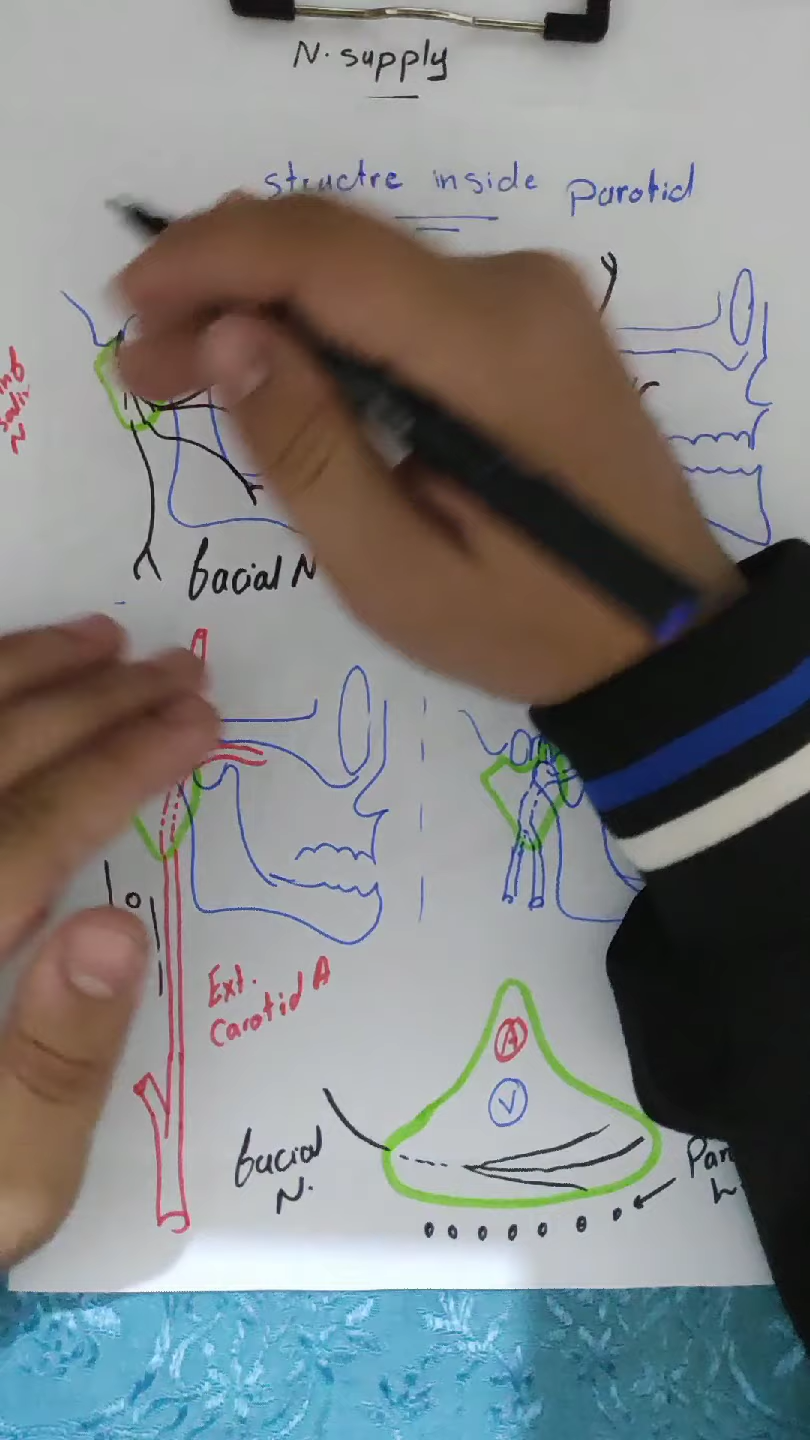 N. supply
structre inside Parotid
facial N
Ext.
Carotid A
A
V
facial
N.